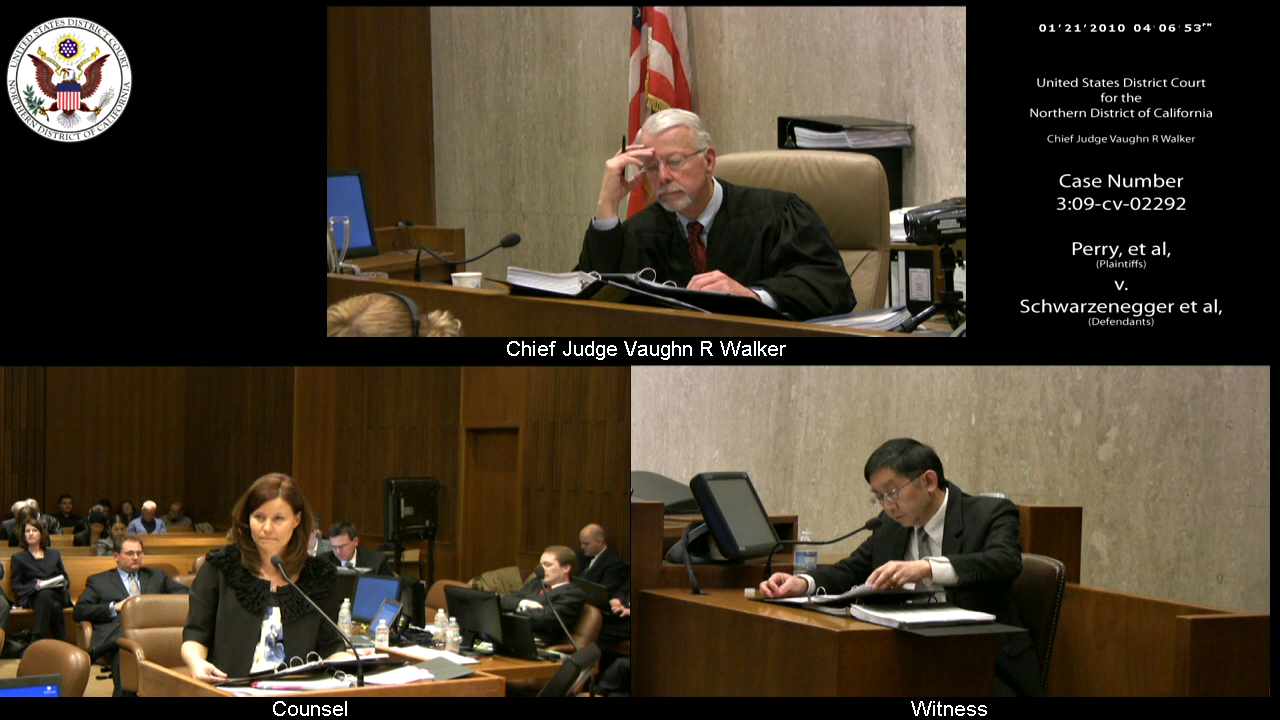 UNITED STATES DISTRICT COURT
NORTHERN DISTRICT OF CALIFORNIA
01'21'2010 04 06 53 PM
United States District Court
for the
Northern District of California
Chief Judge Vaughn R Walker
Case Number
3:09-cv-02292
Perry, et al,
(Plaintiffs)
v.
Schwarzenegger et al,
(Defendants)
Chief Judge Vaughn R Walker
Counsel
Witness